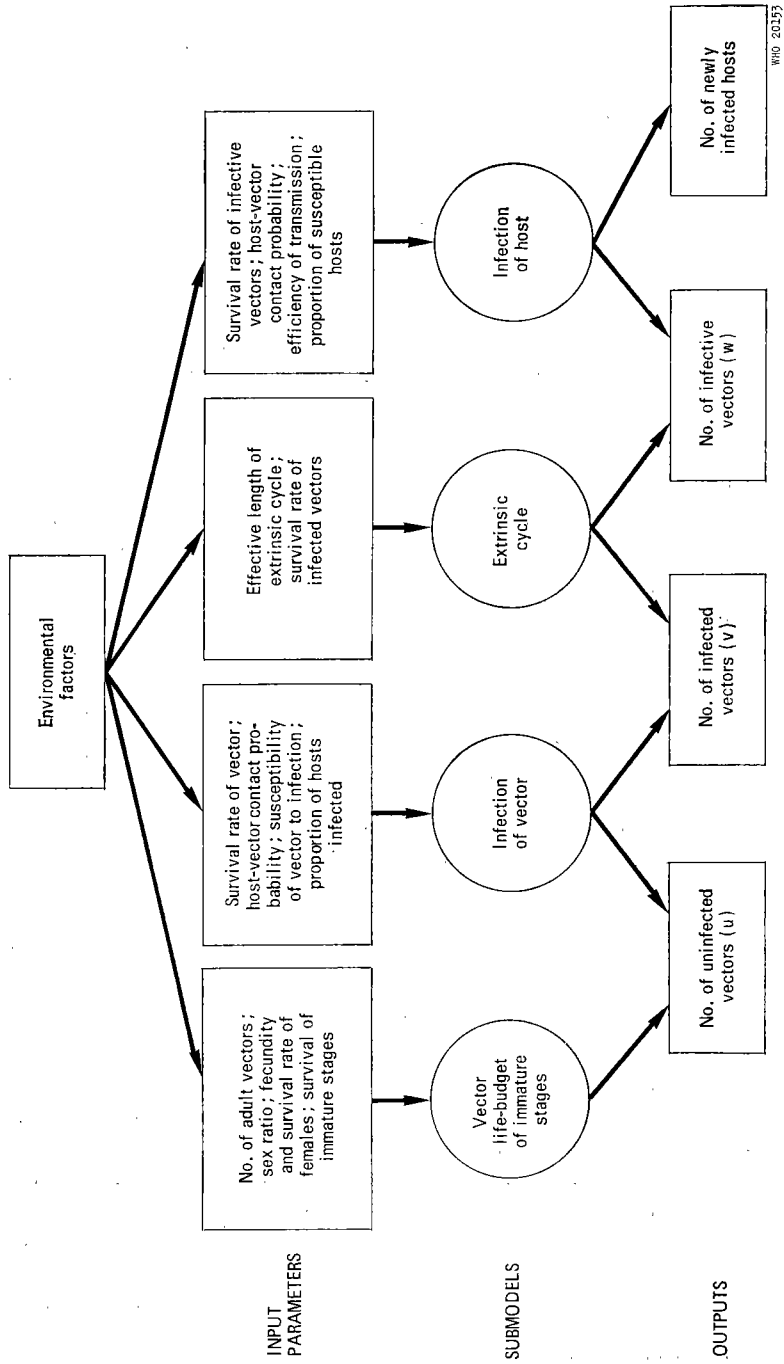 Environmental
factors
INPUT
PARAMETERS
No. of adult vectors;
sex ratio; fecundity
and survival rate of
females; survival of
immature stages
Survival rate of vector;
host-vector contact pro-
bability; susceptibility
of vector to infection;
proportion of hosts
infected
Effective length of
extrinsic cycle;
survival rate of
infected vectors
Survival rate of infective
vectors; host-vector
contact probability;
efficiency of transmission;
proportion of susceptible
hosts
SUBMODELS
Vector
life-budget
of immature
stages
Infection
of vector
Extrinsic
cycle
Infection
of host
OUTPUTS
No. of uninfected
vectors (u)
No. of infected
vectors (v)
No. of infective
vectors (w)
No. of newly
infected hosts
WHO 20153